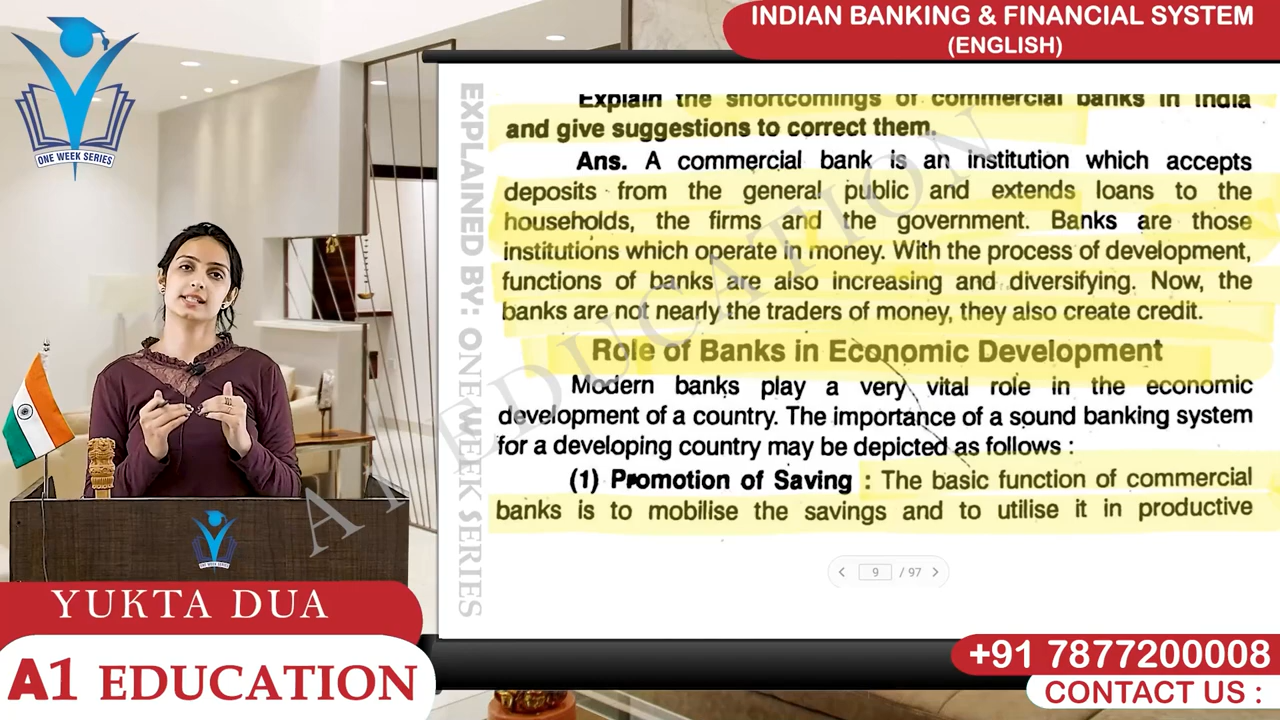 INDIAN BANKING & FINANCIAL SYSTEM
(ENGLISH)
ONE WEEK SERIES
EXPLAINED BY: ONE WEEK SERIES
A1 EDUCATION
Explain the shortcomings of commercial banks in India
and give suggestions to correct them.
Ans. A commercial bank is an institution which accepts
deposits from the general public and extends loans to the
households, the firms and the government. Banks are those
institutions which operate in money. With the process of development,
functions of banks are also increasing and diversifying. Now, the
banks are not nearly the traders of money, they also create credit.
Role of Banks in Economic Development
Modern banks play a very vital role in the economic
development of a country. The importance of a sound banking system
for a developing country may be depicted as follows :
(1) Promotion of Saving : The basic function of commercial
banks is to mobilise the savings and to utilise it in productive
9 / 97
YUKTA DUA
A1 EDUCATION
+91 7877200008
CONTACT US :